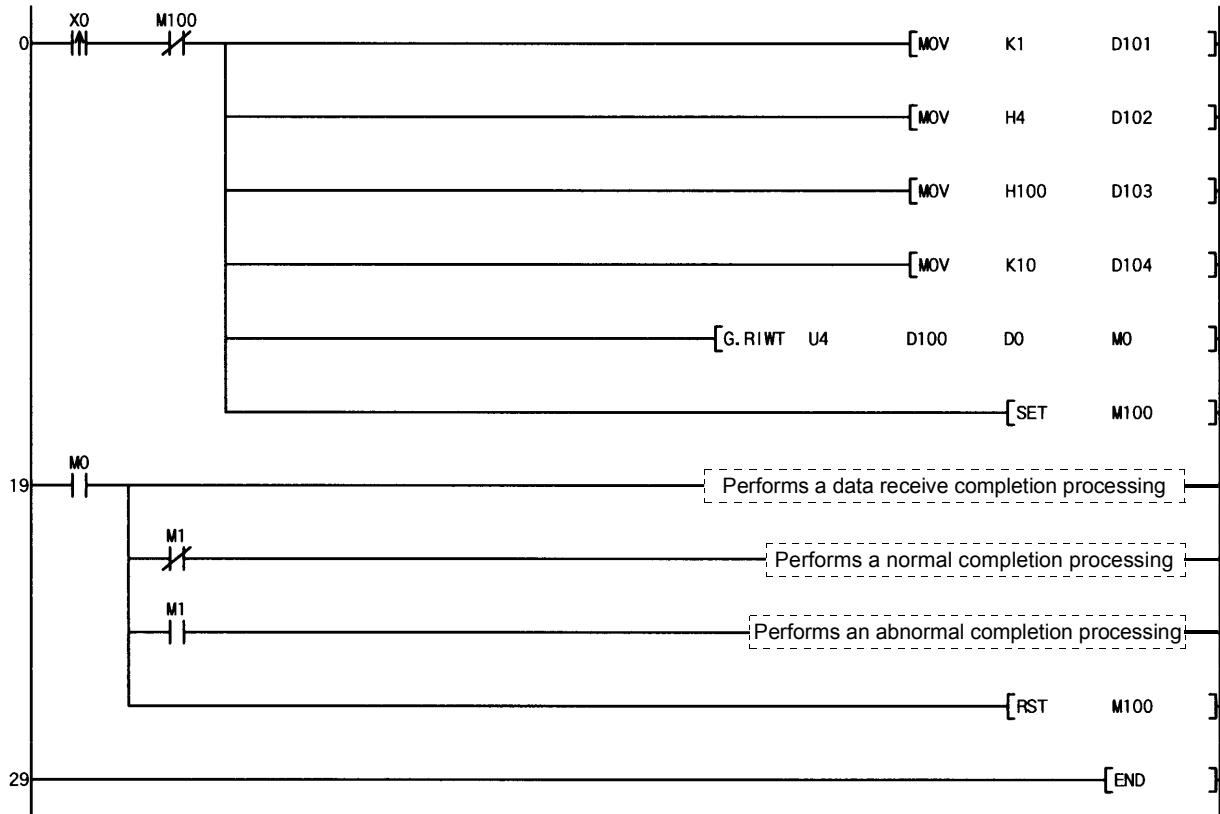 X0 M100
0 [MOV K1 D101 ]
[MOV H4 D102 ]
[MOV H100 D103 ]
[MOV K10 D104 ]
[G.RIWT U4 D100 D0 M0 ]
[SET M100 ]
M0
19 Performs a data receive completion processing
M1
Performs a normal completion processing
M1
Performs an abnormal completion processing
[RST M100 ]
29 [END ]